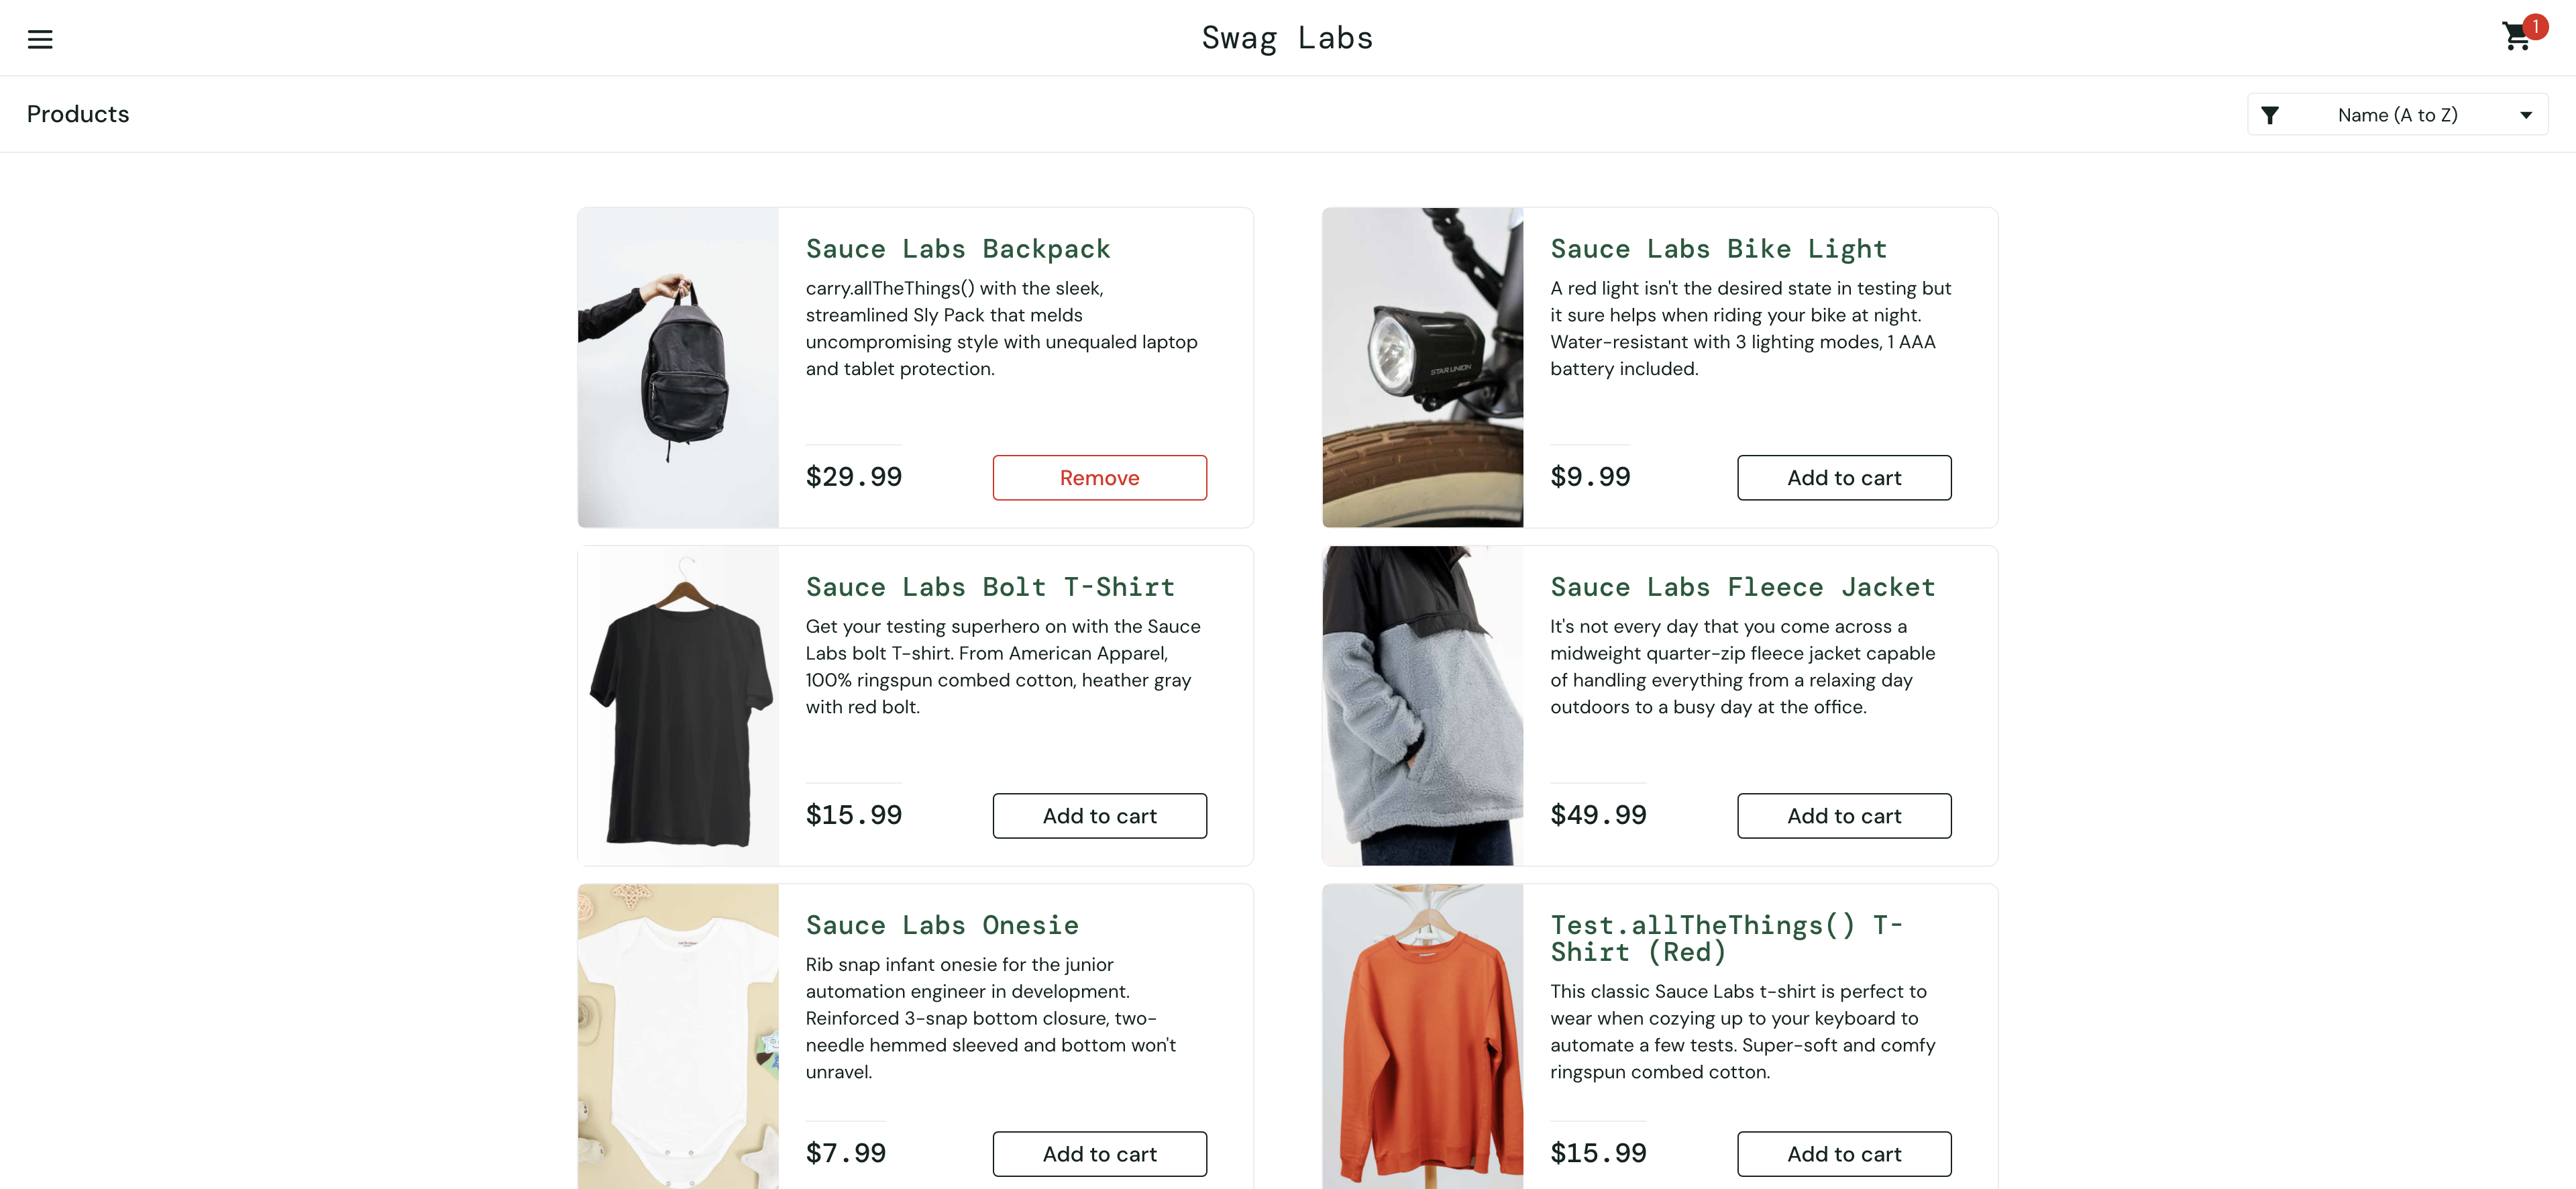 Swag Labs
1
Products
Name (A to Z)
Sauce Labs Backpack
carry.allTheThings() with the sleek,
streamlined Sly Pack that melds
uncompromising style with unequaled laptop
and tablet protection.
$29.99
Remove
Sauce Labs Bike Light
A red light isn't the desired state in testing but
it sure helps when riding your bike at night.
Water-resistant with 3 lighting modes, 1 AAA
battery included.
$9.99
Add to cart
STAR UNION
Sauce Labs Bolt T-Shirt
Get your testing superhero on with the Sauce
Labs bolt T-shirt. From American Apparel,
100% ringspun combed cotton, heather gray
with red bolt.
$15.99
Add to cart
Sauce Labs Fleece Jacket
It's not every day that you come across a
midweight quarter-zip fleece jacket capable
of handling everything from a relaxing day
outdoors to a busy day at the office.
$49.99
Add to cart
Sauce Labs Onesie
Rib snap infant onesie for the junior
automation engineer in development.
Reinforced 3-snap bottom closure, two-
needle hemmed sleeved and bottom won't
unravel.
$7.99
Add to cart
Test.allTheThings() T-
Shirt (Red)
This classic Sauce Labs t-shirt is perfect to
wear when cozying up to your keyboard to
automate a few tests. Super-soft and comfy
ringspun combed cotton.
$15.99
Add to cart